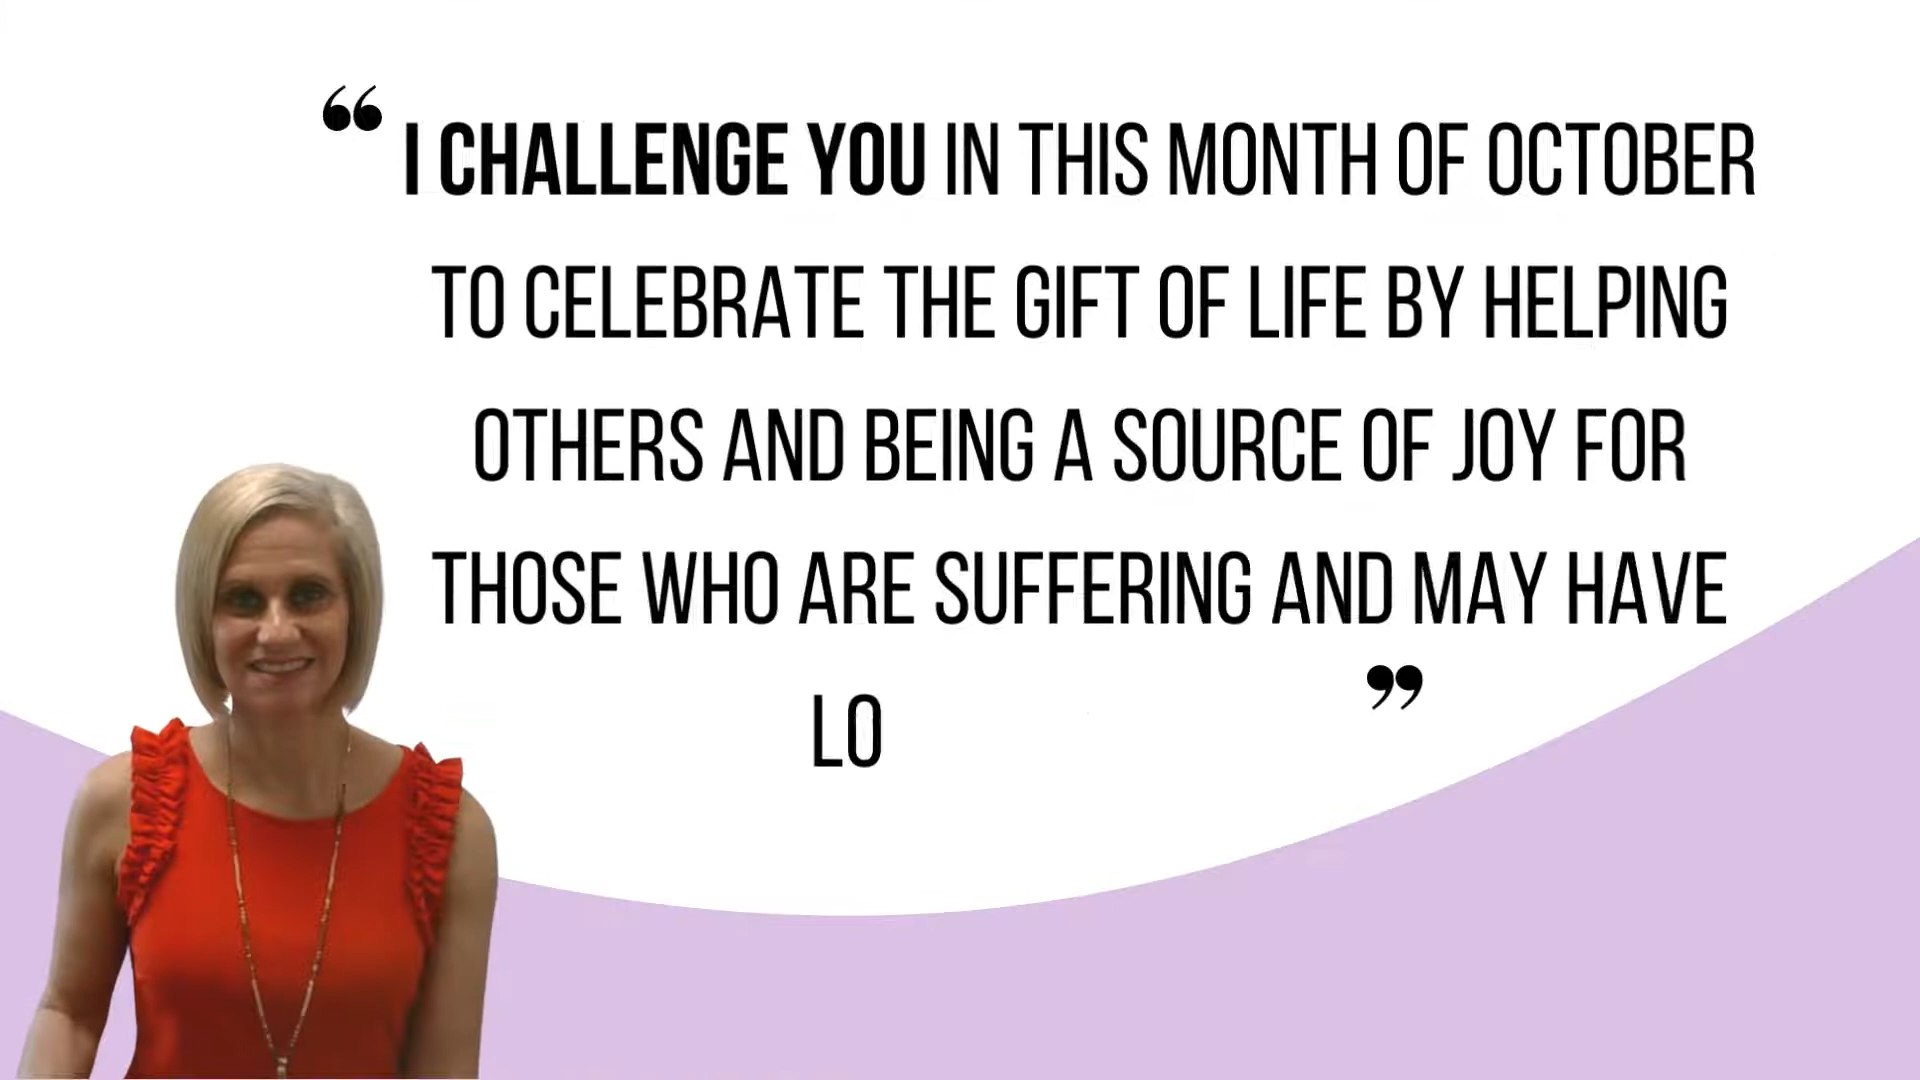 “ I CHALLENGE YOU IN THIS MONTH OF OCTOBER
TO CELEBRATE THE GIFT OF LIFE BY HELPING
OTHERS AND BEING A SOURCE OF JOY FOR
THOSE WHO ARE SUFFERING AND MAY HAVE
LO ”